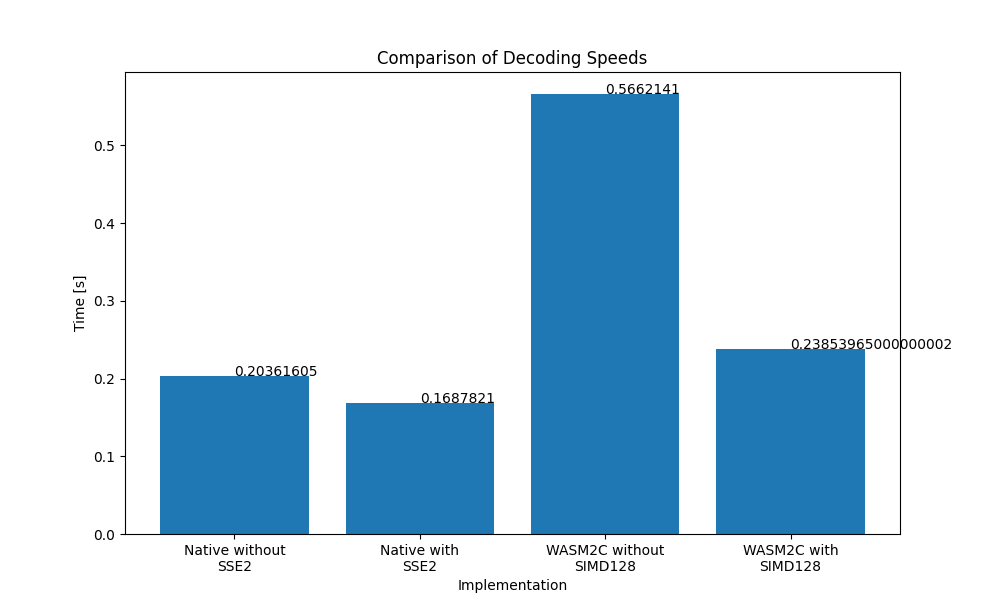 Comparison of Decoding Speeds
0.5662141
0.5
0.4
Time [s]
0.3
0.23853965000000002
0.20361605
0.2
0.1687821
0.1
0.0
Native without
SSE2
Native with
SSE2
WASM2C without
SIMD128
WASM2C with
SIMD128
Implementation